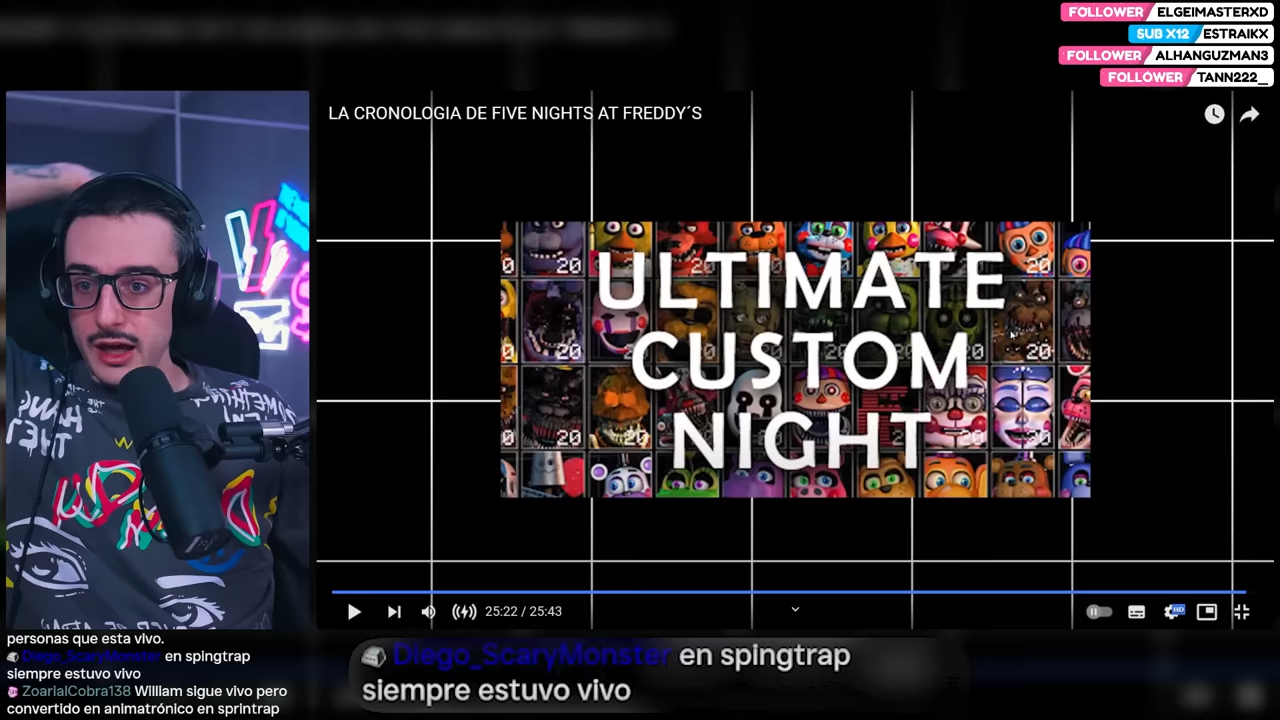 FOLLOWER ELGEIMASTERXD
SUB X12 ESTRAIKX
FOLLOWER ALHANGUZMAN3
FOLLOWER TANN222_
LA CRONOLOGIA DE FIVE NIGHTS AT FREDDY´S
ULTIMATE
CUSTOM
NIGHT
25:22 / 25:43
HD
personas que esta vivo.
Diego_ScaryMonster en spingtrap
siempre estuvo vivo
ZoarialCobra138 William sigue vivo pero
convertido en animatrónico en sprintrap
Diego_ScaryMonster en spingtrap
siempre estuvo vivo